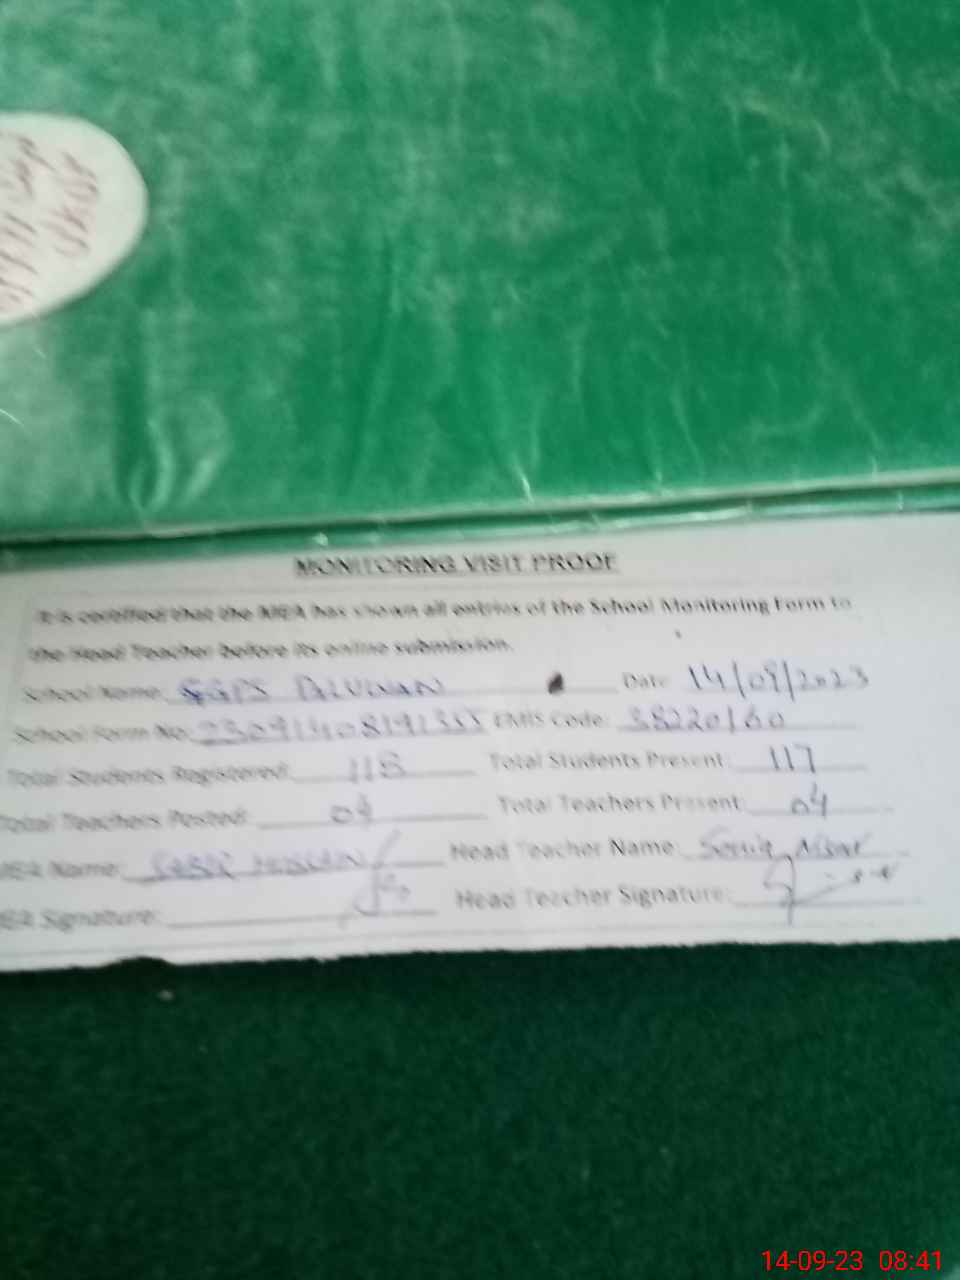 MONITORING VISIT PROOF
It is certified that the MEA has shown all entries of the School Monitoring Form to
the Head Teacher before its online submission.
School Name: GGPS Date: 14/09/2023
School Form No: EMIS Code: 38220160
Total Students Registered: 118 Total Students Present: 117
Total Teachers Posted: 04 Total Teachers Present: 04
MEA Name: Head Teacher Name: Sonia
MEA Signature: Head Teacher Signature:
14-09-23 08:41